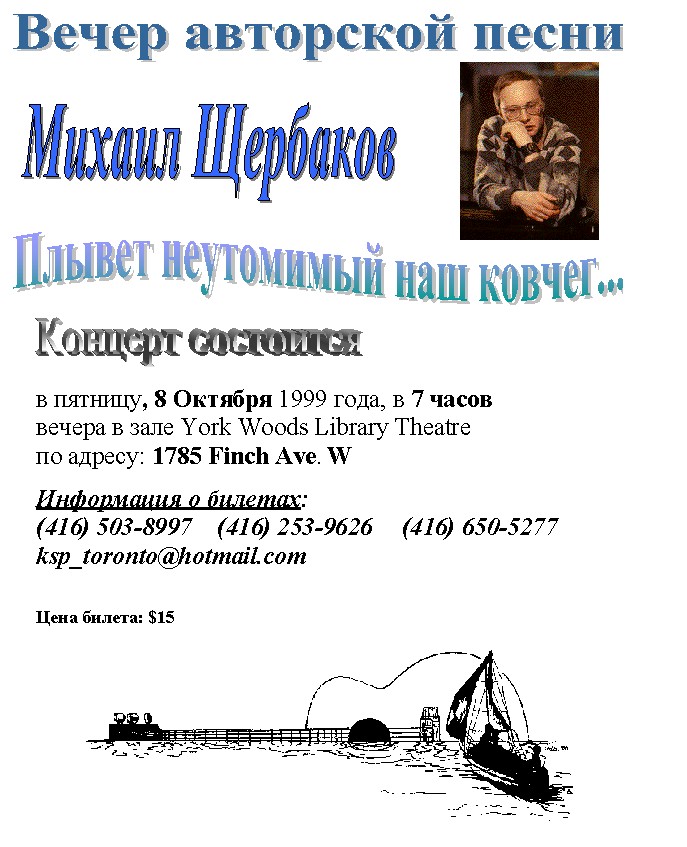 Вечер авторской песни
Михаил Щербаков
Плывет неутомимый наш ковчег...
Концерт состоится
в пятницу, 8 Октября 1999 года, в 7 часов
вечера в зале York Woods Library Theatre
по адресу: 1785 Finch Ave. W
Информация о билетах:
(416) 503-8997 (416) 253-9626 (416) 650-5277
ksp_toronto@hotmail.com
Цена билета: $15